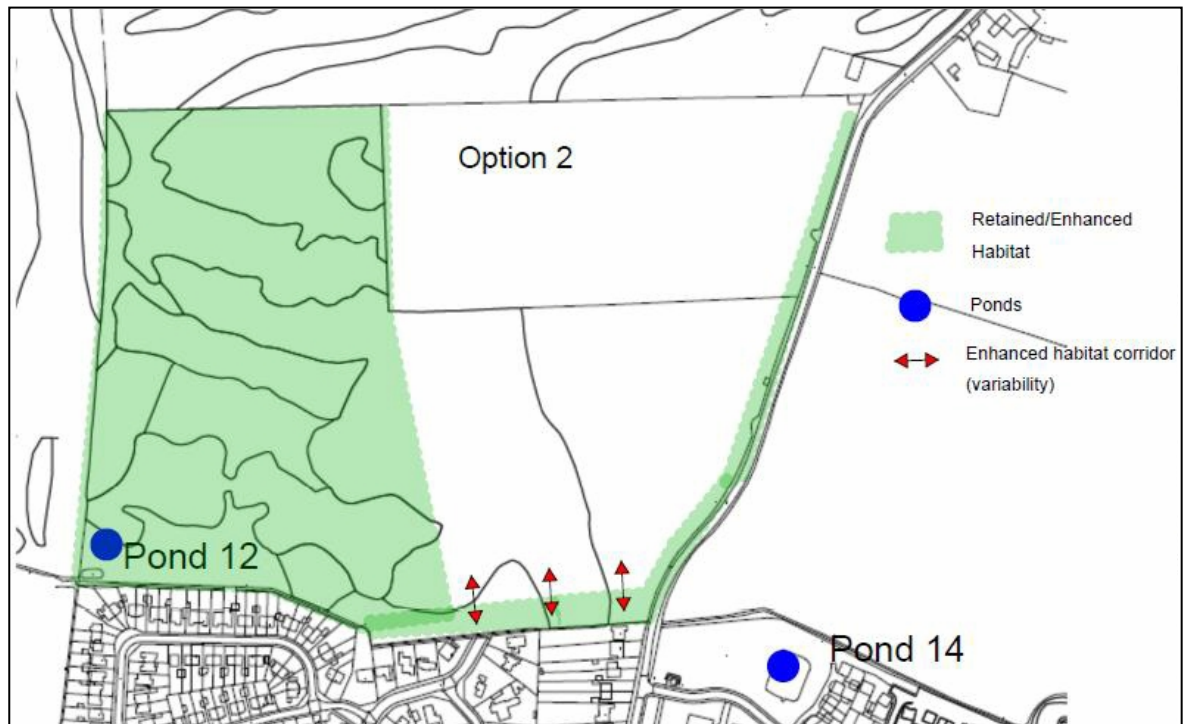 Option 2
Retained/Enhanced
Habitat
Ponds
Enhanced habitat corridor
(variability)
Pond 12
Pond 14